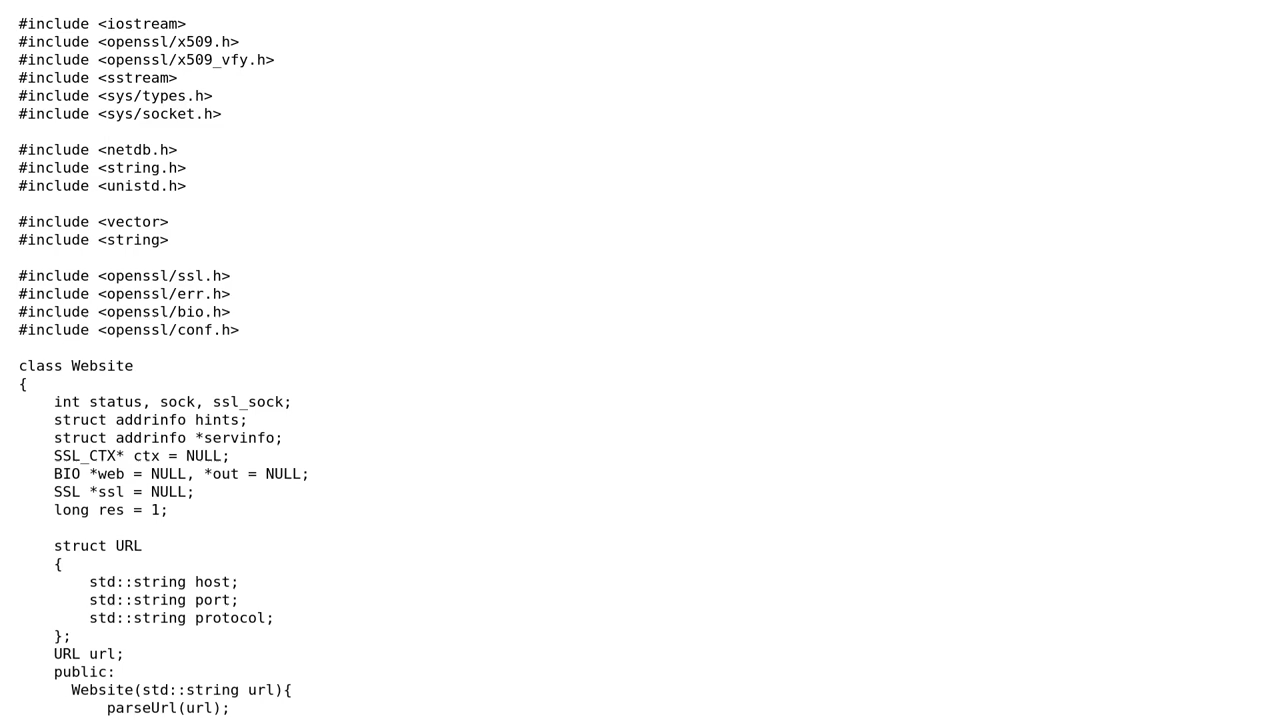 #include <iostream>
#include <openssl/x509.h>
#include <openssl/x509_vfy.h>
#include <sstream>
#include <sys/types.h>
#include <sys/socket.h>

#include <netdb.h>
#include <string.h>
#include <unistd.h>

#include <vector>
#include <string>

#include <openssl/ssl.h>
#include <openssl/err.h>
#include <openssl/bio.h>
#include <openssl/conf.h>

class Website
{
    int status, sock, ssl_sock;
    struct addrinfo hints;
    struct addrinfo *servinfo;
    SSL_CTX* ctx = NULL;
    BIO *web = NULL, *out = NULL;
    SSL *ssl = NULL;
    long res = 1;

    struct URL
    {
        std::string host;
        std::string port;
        std::string protocol;
    };
    URL url;
    public:
      Website(std::string url){
          parseUrl(url);